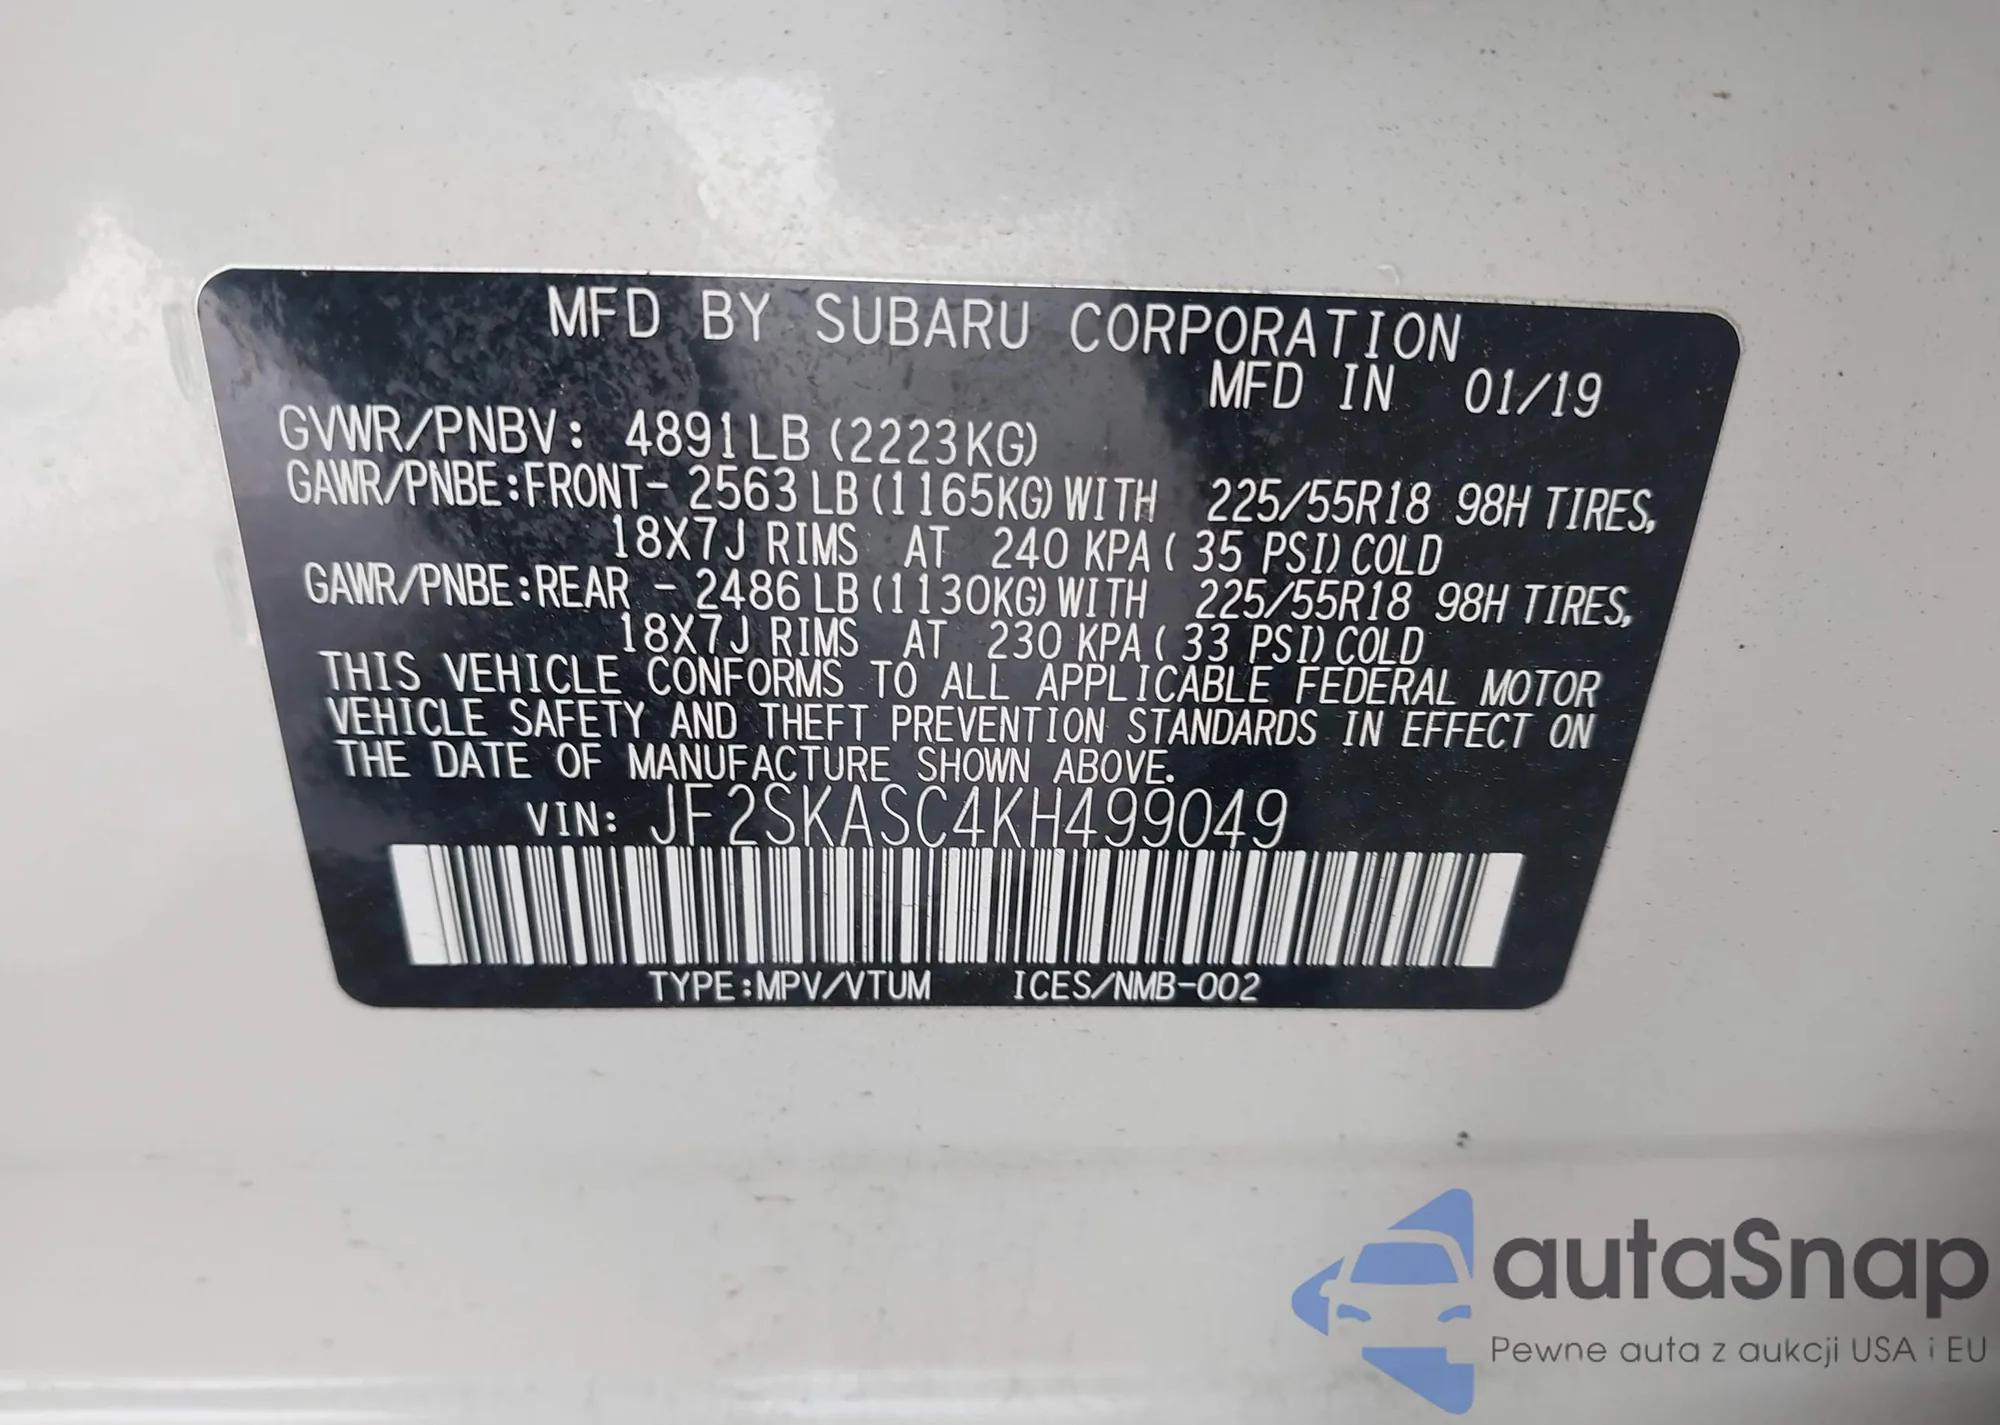 MFD BY SUBARU CORPORATION
MFD IN 01/19
GVWR/PNBV: 4891LB (2223KG)
GAWR/PNBE:FRONT- 2563 LB (1165KG) WITH 225/55R18 98H TIRES,
18X7J RIMS AT 240 KPA ( 35 PSI) COLD
GAWR/PNBE:REAR - 2486 LB (1130KG) WITH 225/55R18 98H TIRES,
18X7J RIMS AT 230 KPA ( 33 PSI) COLD
THIS VEHICLE CONFORMS TO ALL APPLICABLE FEDERAL MOTOR
VEHICLE SAFETY AND THEFT PREVENTION STANDARDS IN EFFECT ON
THE DATE OF MANUFACTURE SHOWN ABOVE.
VIN: JF2SKASC4KH499049
TYPE:MPV/VTUM ICES/NMB-002
autaSnap
Pewne auta z aukcji USA i EU